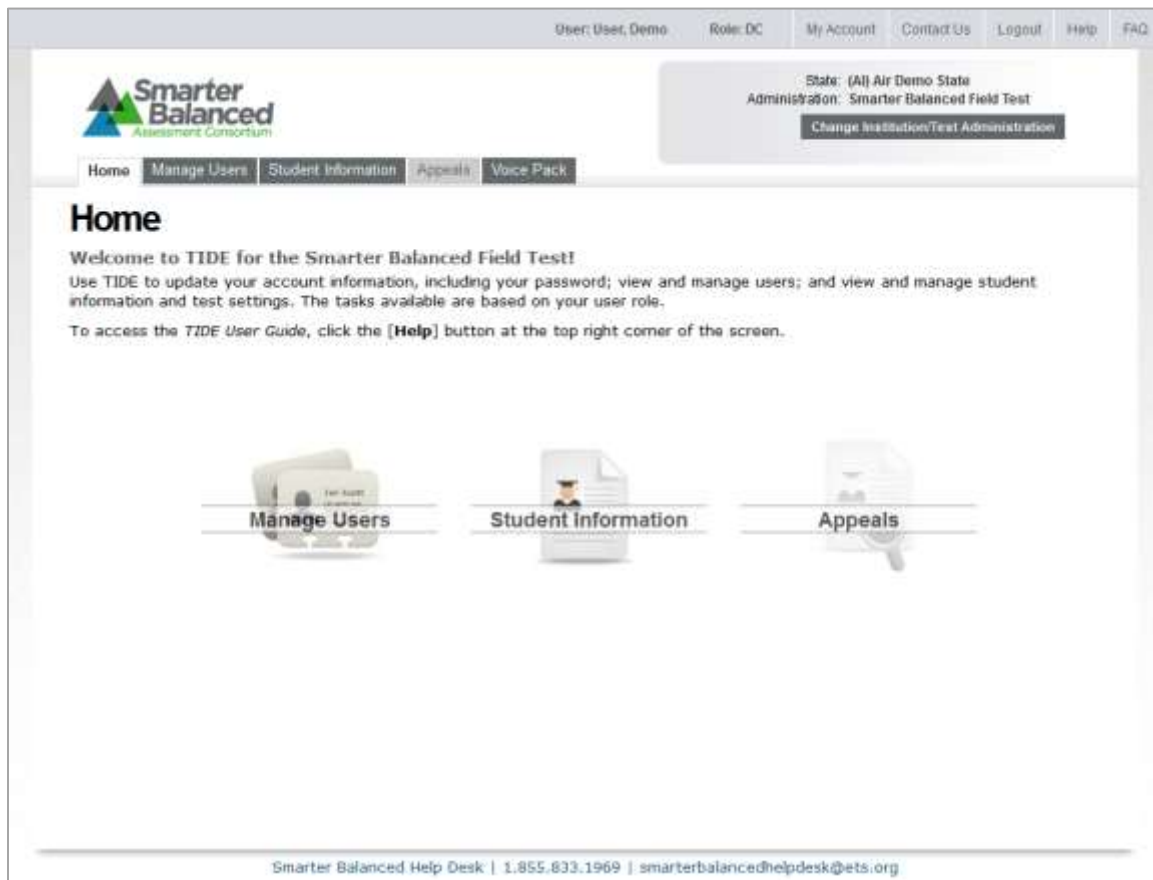 User: User, Demo Role: DC My Account Contact Us Logout Help FAQ
Smarter
Balanced
Assessment Consortium
State: (AI) Air Demo State
Administration: Smarter Balanced Field Test
Change Institution/Test Administration
Home Manage Users Student Information Appeals Voice Pack
Home
Welcome to TIDE for the Smarter Balanced Field Test!
Use TIDE to update your account information, including your password; view and manage users; and view and manage student
information and test settings. The tasks available are based on your user role.
To access the TIDE User Guide, click the [Help] button at the top right corner of the screen.
Manage Users Student Information Appeals
Smarter Balanced Help Desk | 1.855.833.1969 | smarterbalancedhelpdesk@ets.org